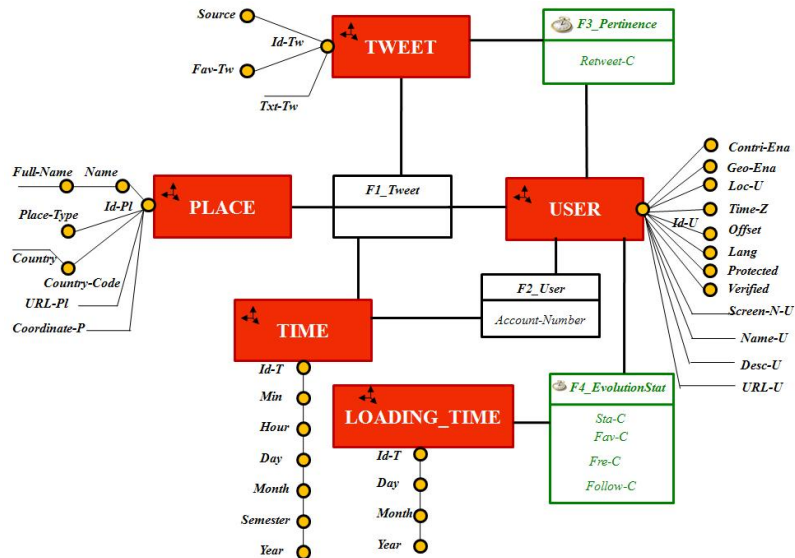 Source
Id-Tw
Fav-Tw
Txt-Tw
TWEET
F3_Pertinence
Retweet-C
Full-Name
Name
Id-Pl
Place-Type
Country
Country-Code
URL-Pl
Coordinate-P
PLACE
F1_Tweet
USER
Contri-Ena
Geo-Ena
Loc-U
Time-Z
Id-U
Offset
Lang
Protected
Verified
Screen-N-U
Name-U
Desc-U
URL-U
F2_User
Account-Number
TIME
Id-T
Min
Hour
Day
Month
Semester
Year
LOADING_TIME
Id-T
Day
Month
Year
F4_EvolutionStat
Sta-C
Fav-C
Fre-C
Follow-C